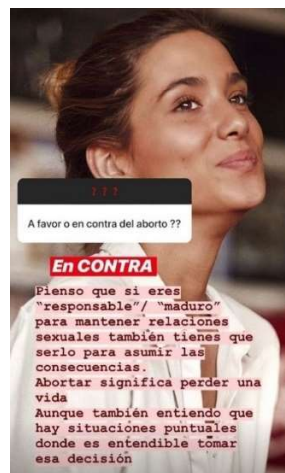 ? ? ?
A favor o en contra del aborto ??
En CONTRA
Pienso que si eres
"responsable"/ "maduro"
para mantener relaciones
sexuales también tienes que
serlo para asumir las
consecuencias.
Abortar significa perder una
vida
Aunque también entiendo que
hay situaciones puntuales
donde es entendible tomar
esa decisión